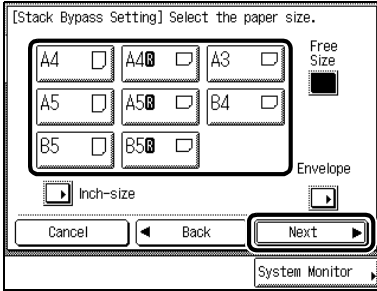 [Stack Bypass Setting] Select the paper size.
A4 A4R A3 Free
Size
A5 A5R B4
B5 B5R
Envelope
Inch-size
Cancel Back Next
System Monitor